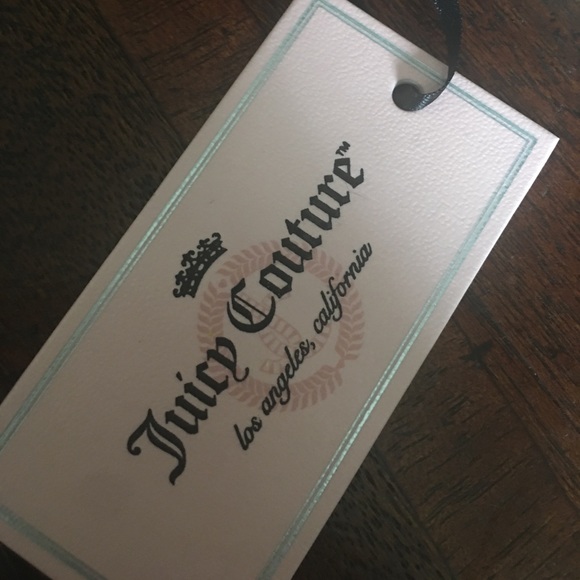 Juicy Couture™
los angeles, california